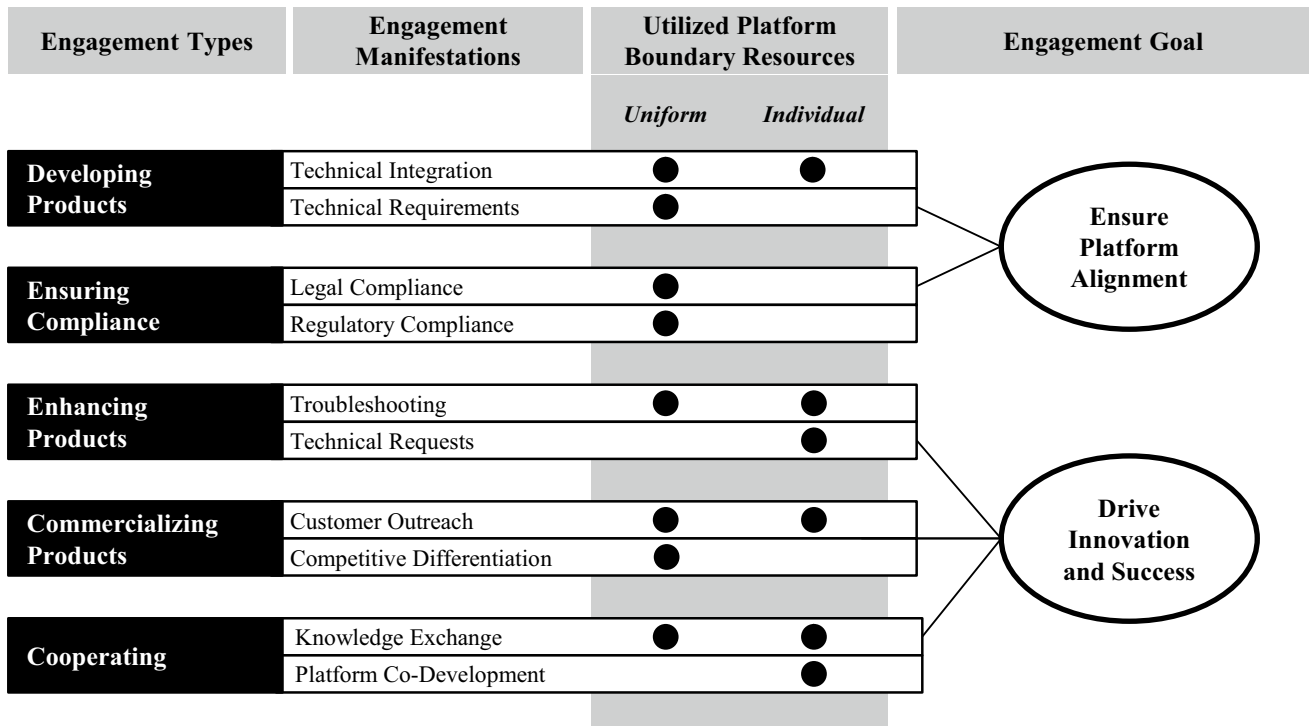 Engagement Types
Engagement
Manifestations
Utilized Platform
Boundary Resources
Engagement Goal
Uniform
Individual
Developing
Products
Technical Integration
Technical Requirements
Ensure
Platform
Alignment
Ensuring
Compliance
Legal Compliance
Regulatory Compliance
Enhancing
Products
Troubleshooting
Technical Requests
Commercializing
Products
Customer Outreach
Competitive Differentiation
Drive
Innovation
and Success
Cooperating
Knowledge Exchange
Platform Co-Development